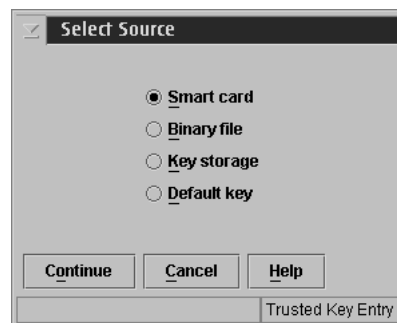 Select Source
Smart card
Binary file
Key storage
Default key
Continue Cancel Help
Trusted Key Entry